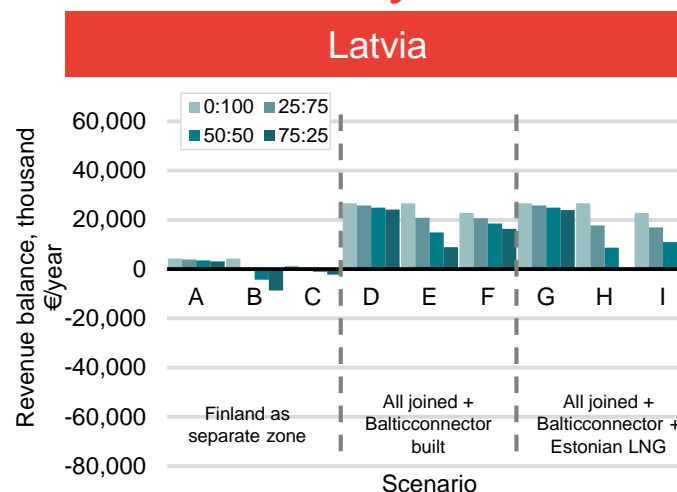 Latvia
0:100 25:75
50:50 75:25
60,000
40,000
20,000
0
-20,000
-40,000
-60,000
-80,000
Revenue balance, thousand
€/year
A B C D E F G H I
Finland as
separate zone
All joined +
Balticconnector
built
All joined +
Balticconnector +
Estonian LNG
Scenario